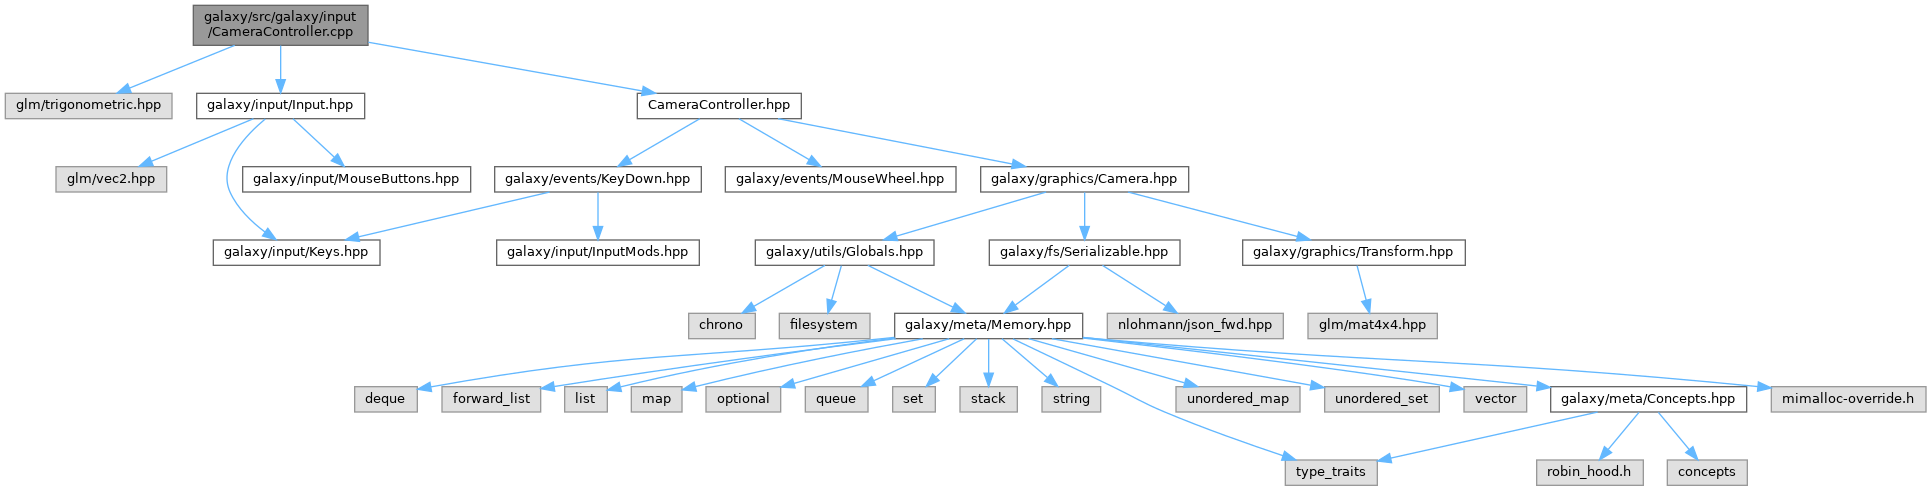 galaxy/src/galaxy/input
/CameraController.cpp
glm/trigonometric.hpp
galaxy/input/Input.hpp
CameraController.hpp
glm/vec2.hpp
galaxy/input/MouseButtons.hpp
galaxy/events/KeyDown.hpp
galaxy/events/MouseWheel.hpp
galaxy/graphics/Camera.hpp
galaxy/input/Keys.hpp
galaxy/input/InputMods.hpp
galaxy/utils/Globals.hpp
galaxy/fs/Serializable.hpp
galaxy/graphics/Transform.hpp
chrono
filesystem
galaxy/meta/Memory.hpp
nlohmann/json_fwd.hpp
glm/mat4x4.hpp
deque
forward_list
list
map
optional
queue
set
stack
string
unordered_map
unordered_set
vector
galaxy/meta/Concepts.hpp
mimalloc-override.h
type_traits
robin_hood.h
concepts